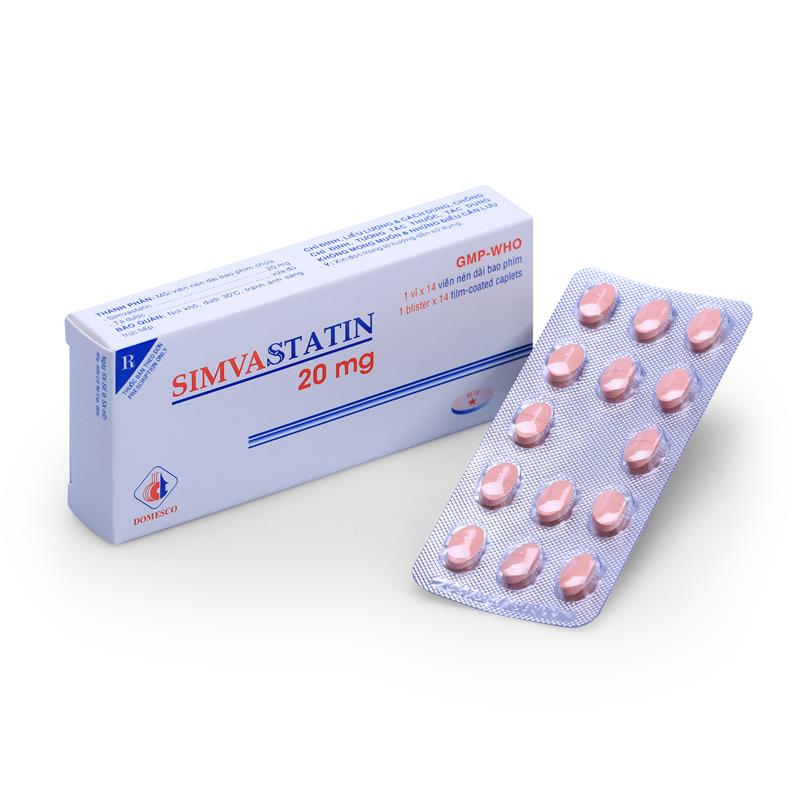 THÀNH PHẦN: Mỗi viên nén dài bao phim chứa
Simvastatin 20 mg
- Tá dược vừa đủ
BẢO QUẢN: Nơi khô, dưới 30°C, tránh ánh sáng
trực tiếp.
CHỈ ĐỊNH, LIỀU LƯỢNG & CÁCH DÙNG, CHỐNG
CHỈ ĐỊNH, TƯƠNG TÁC THUỐC, TÁC DỤNG
KHÔNG MONG MUỐN & NHỮNG ĐIỀU CẦN LƯU
Ý: Xin đọc trong tờ hướng dẫn sử dụng.
GMP-WHO
1 vỉ x 14 viên nén dài bao phim
1 blister x 14 film-coated caplets
R
THUỐC BÁN THEO ĐƠN
PRESCRIPTION ONLY
SIMVASTATIN
20 mg
DOMESCO